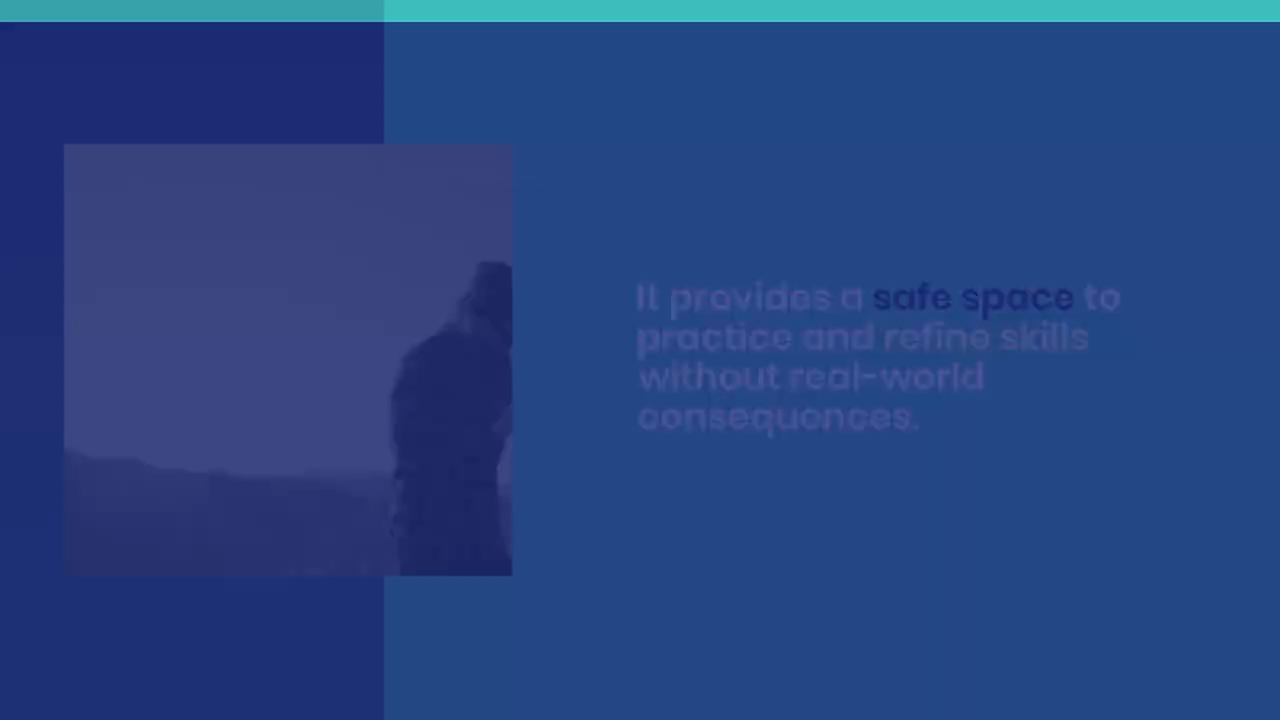 It provides a safe space to
practice and refine skills
without real-world
consequences.